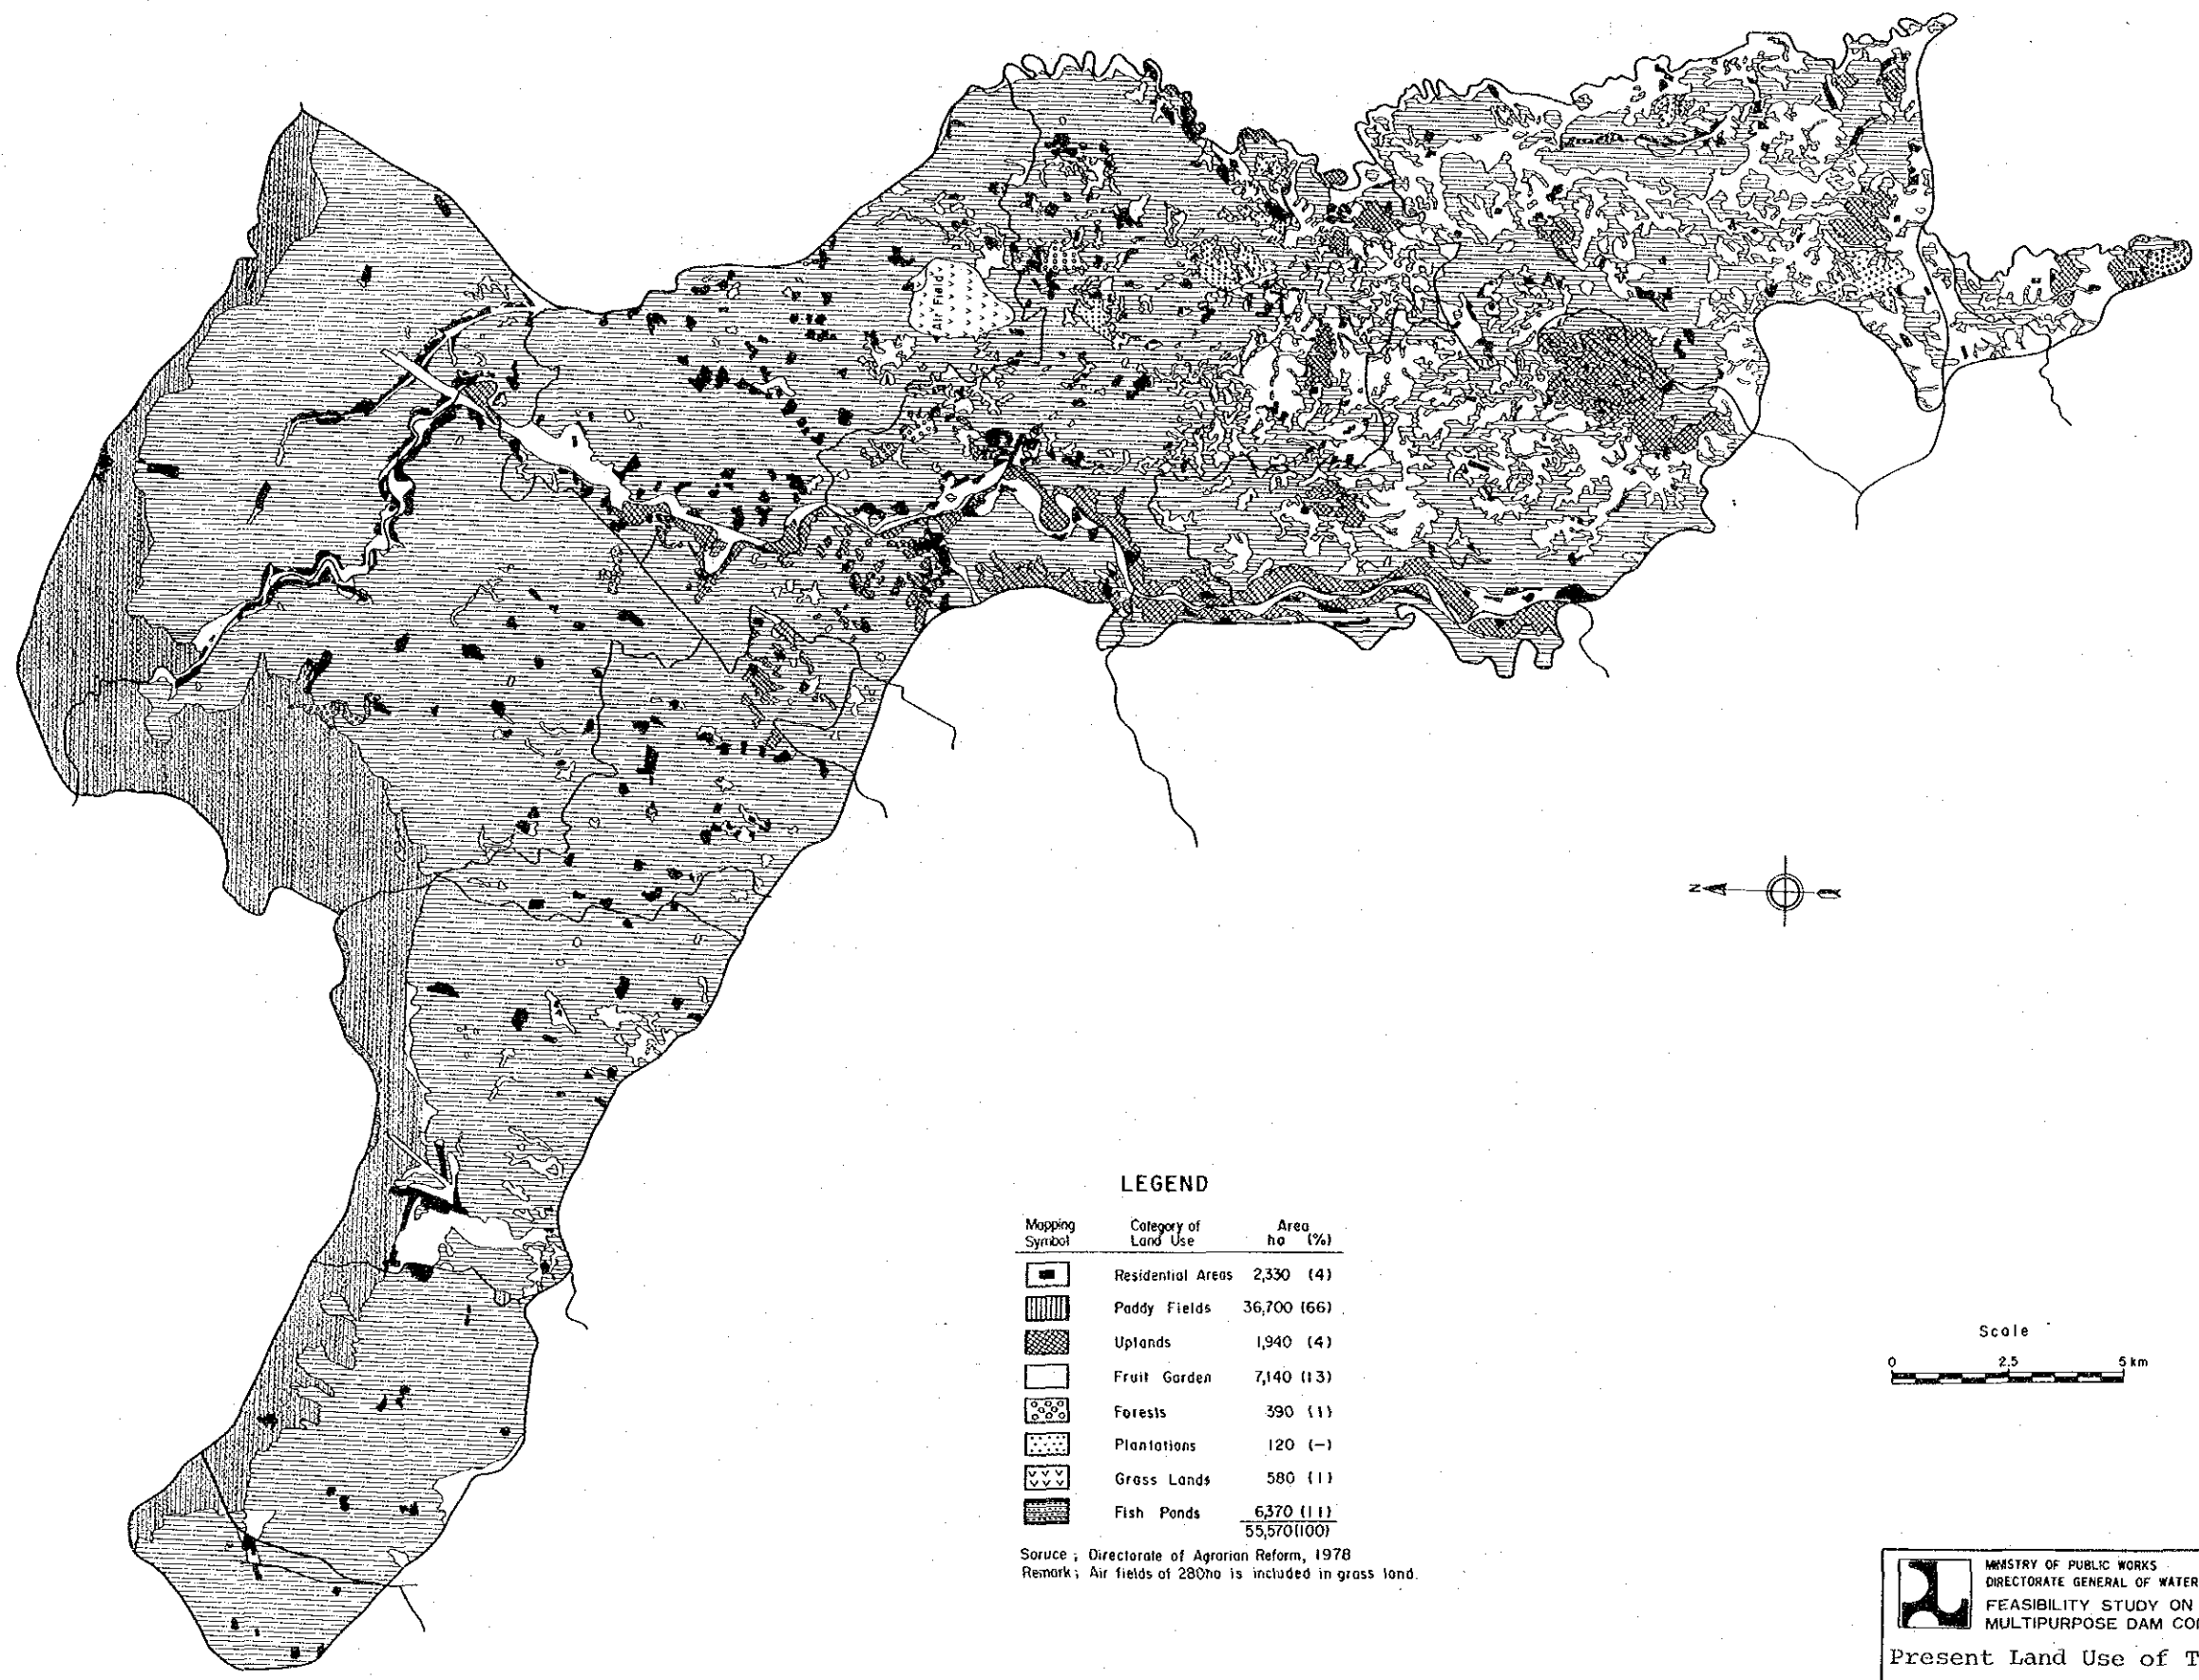 Air Field
N
LEGEND
Mapping Symbol Category of Land Use Area ha (%)
Residential Areas 2,330 (4)
Paddy Fields 36,700 (66)
Uplands 1,940 (4)
Fruit Garden 7,140 (13)
Forests 390 (1)
Plantations 120 (-)
Grass Lands 580 (1)
Fish Ponds 6,370 (11)
55,570(100)
Soruce ; Directorate of Agrarian Reform, 1978
Remark ; Air fields of 280ha is included in grass land.
Scale
0 2.5 5 km
MINISTRY OF PUBLIC WORKS
DIRECTORATE GENERAL OF WATER
FEASIBILITY STUDY ON
MULTIPURPOSE DAM CO
Present Land Use of T